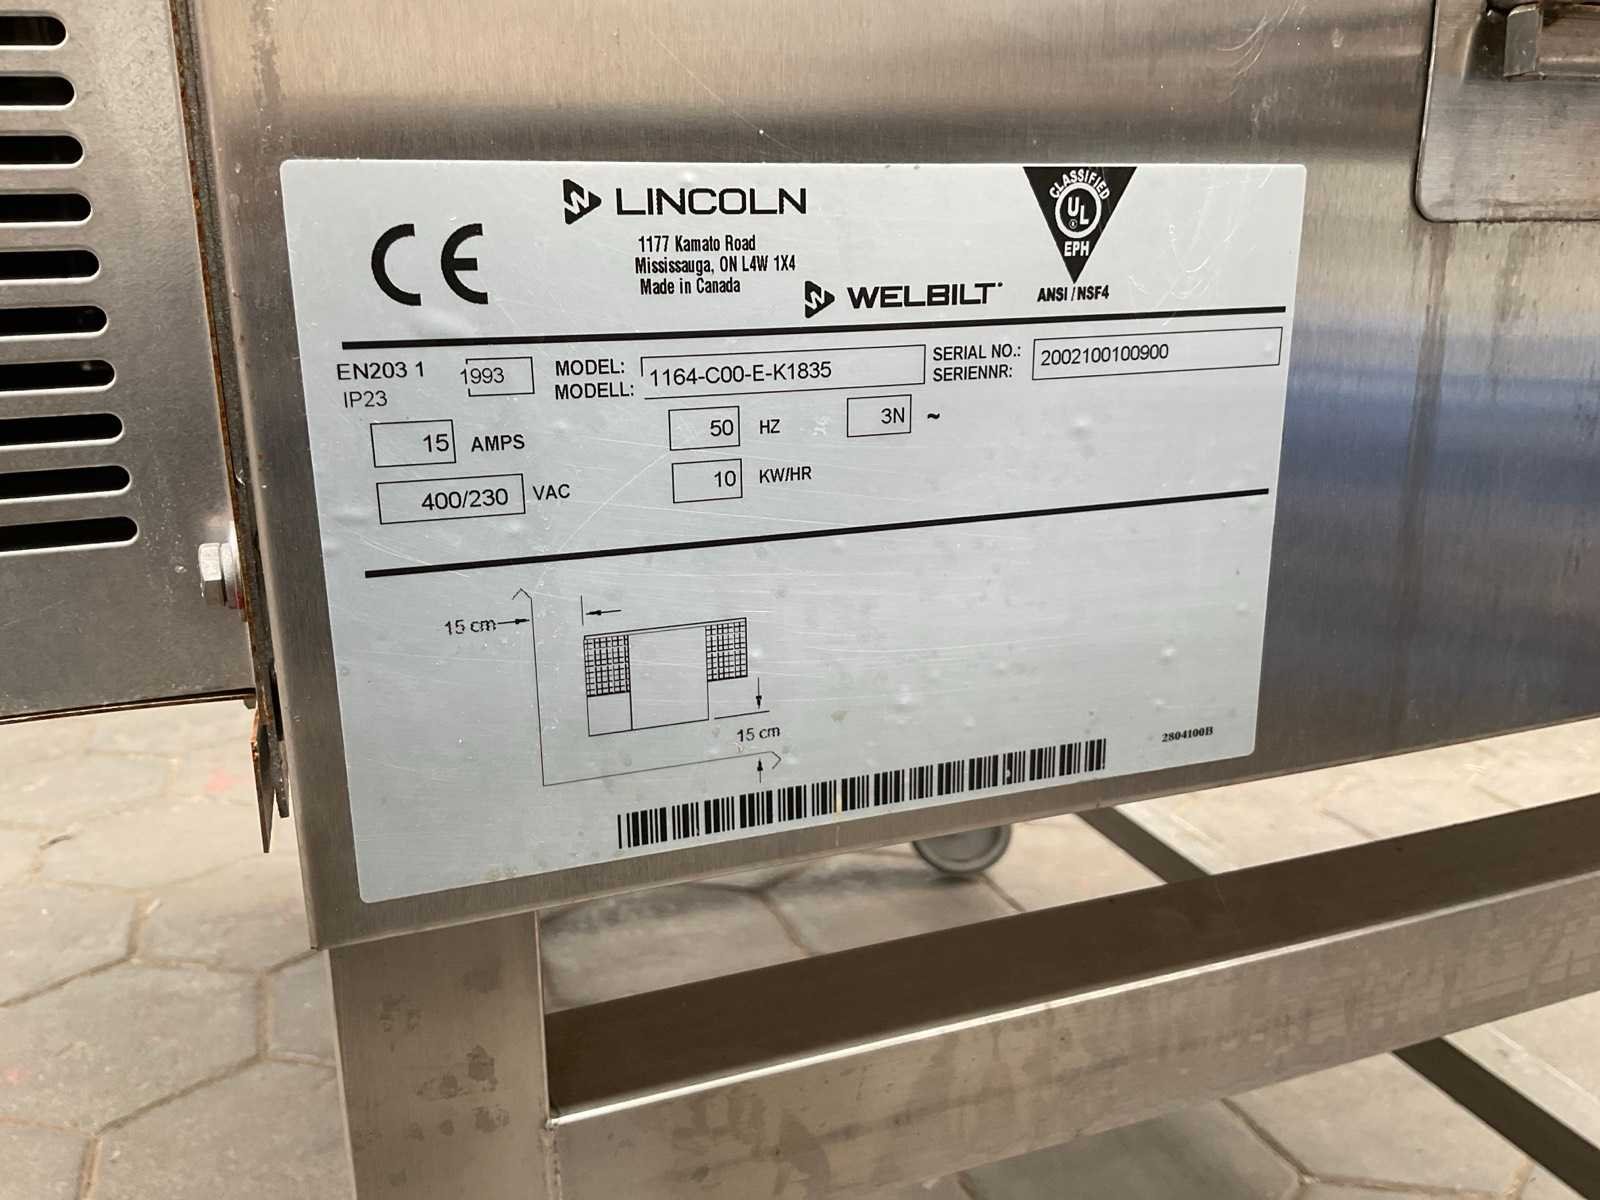 LINCOLN
1177 Kamato Road
Mississauga, ON L4W 1X4
Made in Canada
CE
WELBILT
CLASSIFIED
UL
EPH
ANSI / NSF4
EN203 1 1993
IP23
MODEL:
MODELL:
1164-C00-E-K1835
SERIAL NO.:
SERIENNR:
2002100100900
15 AMPS
50 HZ
3N ~
400/230 VAC
10 KW/HR
15 cm
15 cm
2804100B